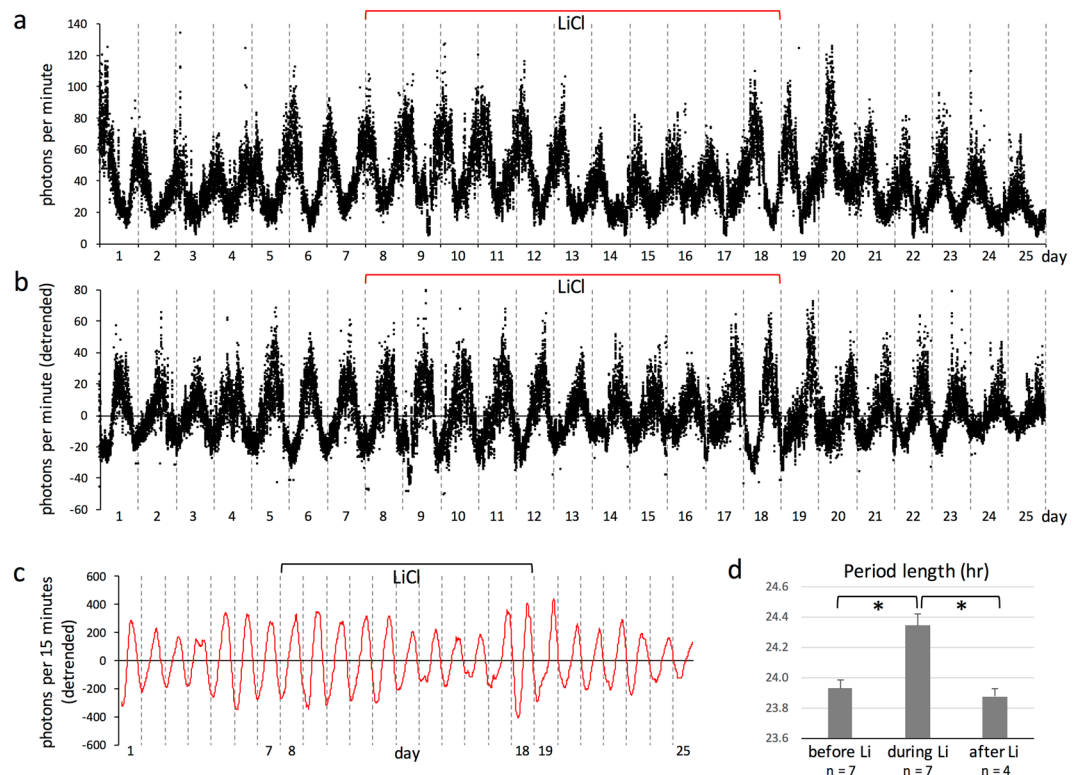 a
LiCl
photons per minute
140
120
100
80
60
40
20
0
1 2 3 4 5 6 7 8 9 10 11 12 13 14 15 16 17 18 19 20 21 22 23 24 25 day
b
LiCl
photons per minute (detrended)
80
60
40
20
0
-20
-40
-60
1 2 3 4 5 6 7 8 9 10 11 12 13 14 15 16 17 18 19 20 21 22 23 24 25 day
c
LiCl
photons per 15 minutes
(detrended)
600
400
200
0
-200
-400
-600
1 7 8 day 18 19 25
d
Period length (hr)
24.6
24.4
24.2
24.0
23.8
23.6
* *
before Li during Li after Li
n = 7 n = 7 n = 4